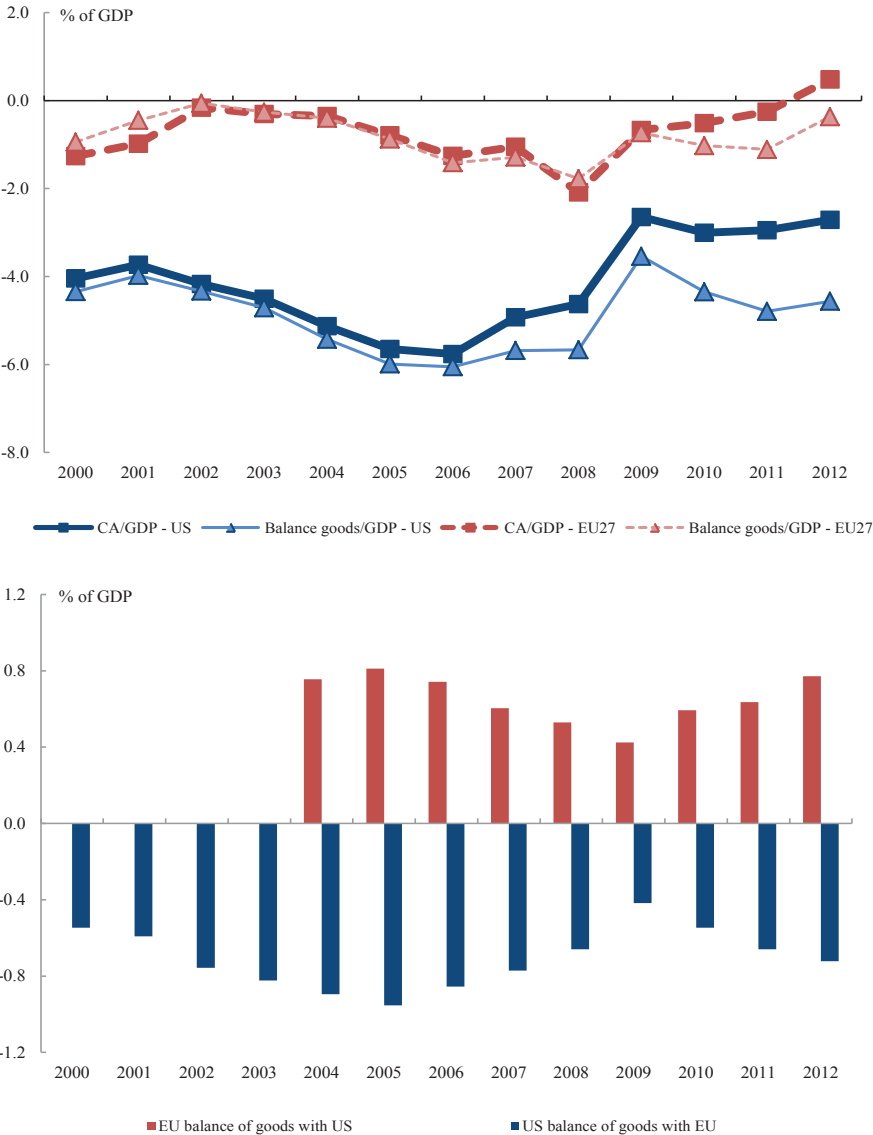 % of GDP
2.0
0.0
-2.0
-4.0
-6.0
-8.0
2000 2001 2002 2003 2004 2005 2006 2007 2008 2009 2010 2011 2012
CA/GDP - US Balance goods/GDP - US CA/GDP - EU27 Balance goods/GDP - EU27
% of GDP
1.2
0.8
0.4
0.0
-0.4
-0.8
-1.2
2000 2001 2002 2003 2004 2005 2006 2007 2008 2009 2010 2011 2012
EU balance of goods with US US balance of goods with EU